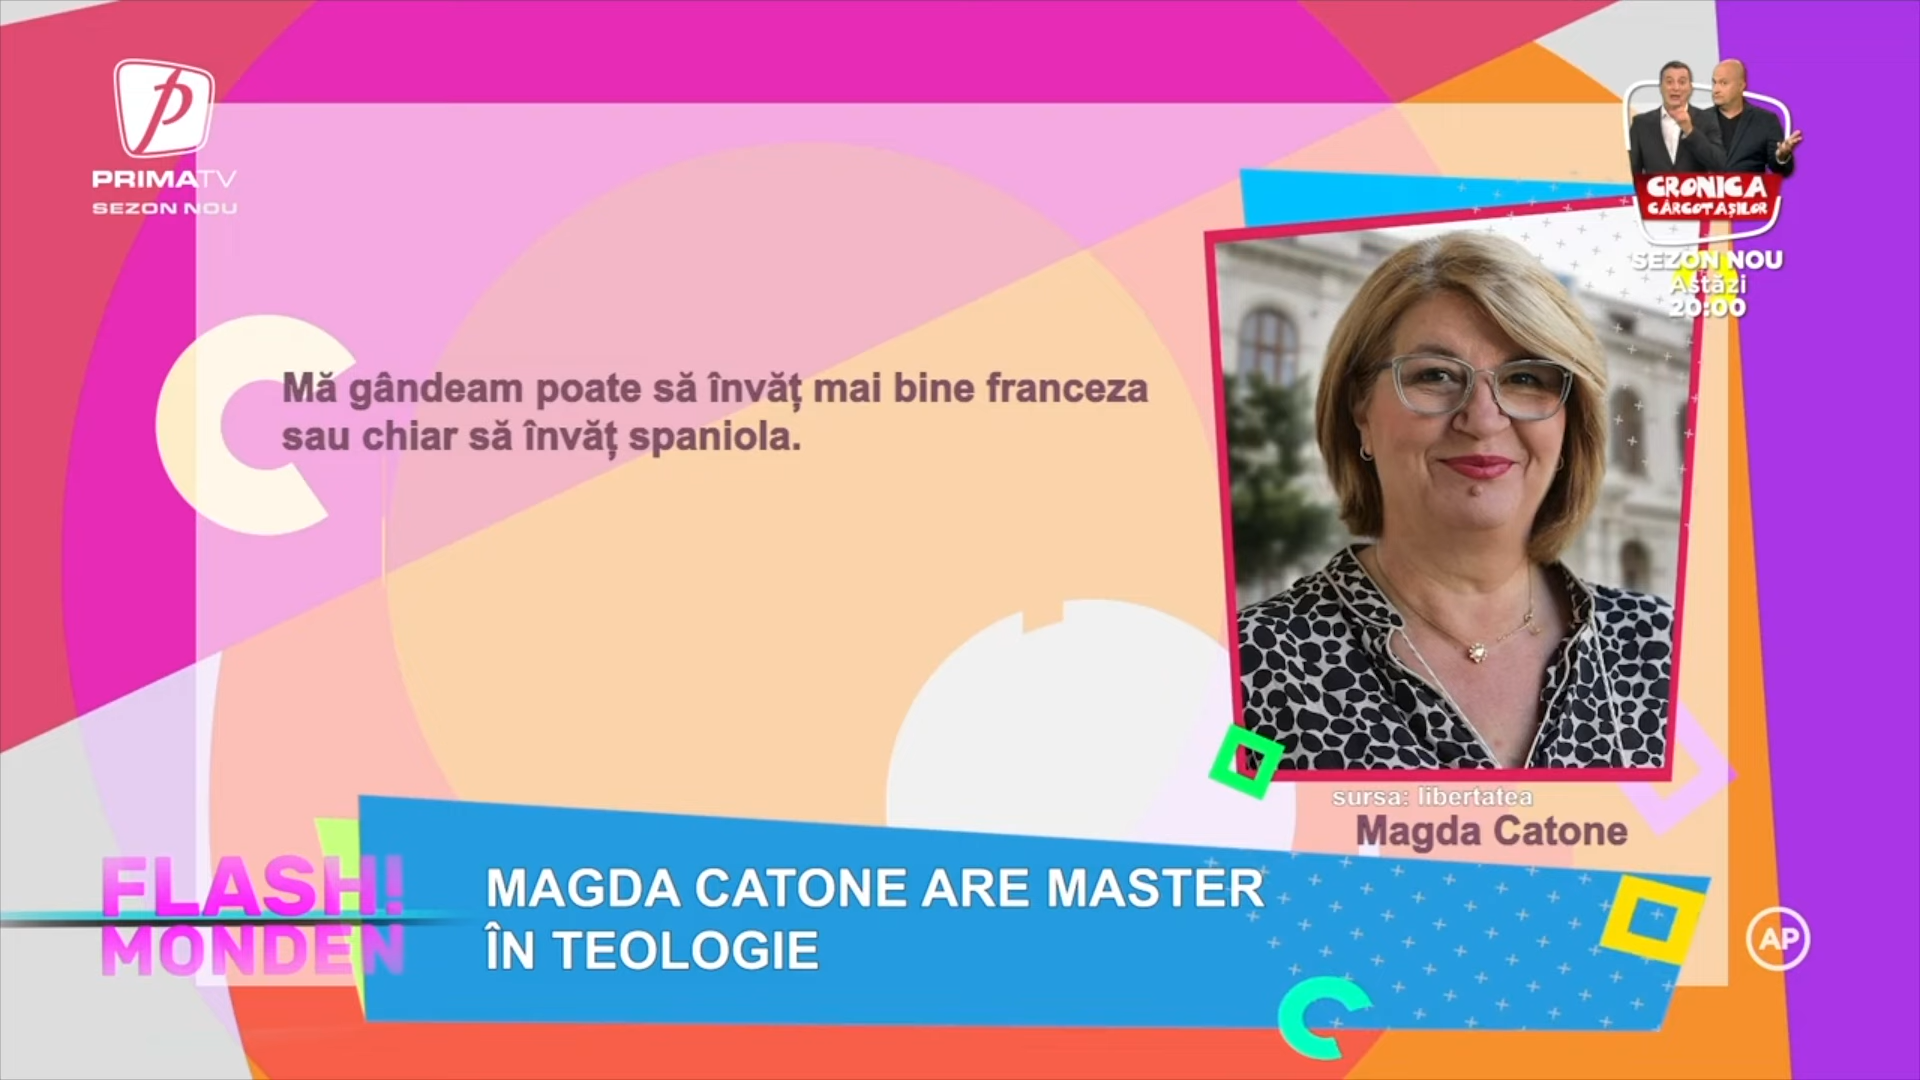 PRIMATV
SEZON NOU
CRONICA
CÂRCOTAȘILOR
SEZON NOU
Astăzi
20:00
Mă gândeam poate să învăț mai bine franceza
sau chiar să învăț spaniola.
sursa: libertatea
Magda Catone
FLASH!
MONDEN
MAGDA CATONE ARE MASTER
ÎN TEOLOGIE
AP